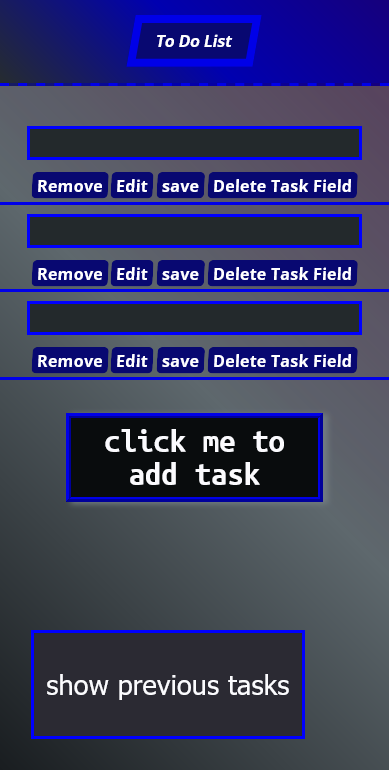 To Do List
Remove Edit save Delete Task Field
Remove Edit save Delete Task Field
Remove Edit save Delete Task Field
click me to
add task
show previous tasks